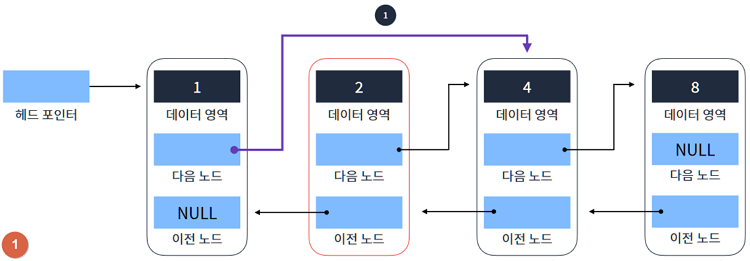 1
1
2
4
8
헤드 포인터
데이터 영역
데이터 영역
데이터 영역
데이터 영역
NULL
다음 노드
다음 노드
다음 노드
다음 노드
NULL
이전 노드
이전 노드
이전 노드
이전 노드
1